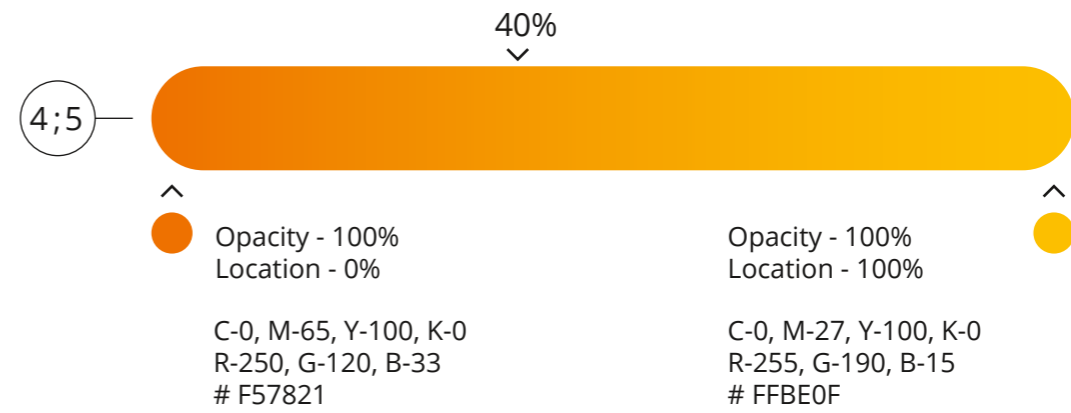 40%
4;5
Opacity - 100%
Location - 0%
C-0, M-65, Y-100, K-0
R-250, G-120, B-33
# F57821
Opacity - 100%
Location - 100%
C-0, M-27, Y-100, K-0
R-255, G-190, B-15
# FFBE0F